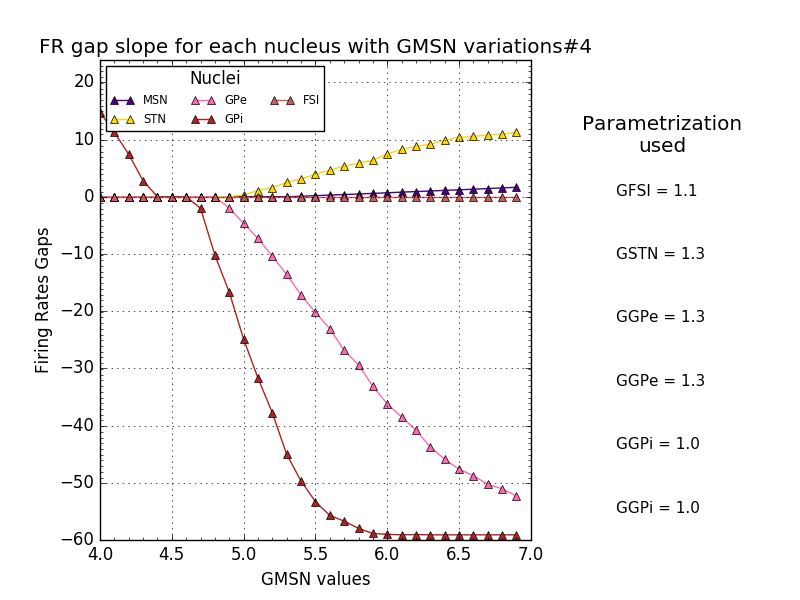 FR gap slope for each nucleus with GMSN variations#4
Nuclei
MSN GPe FSI
STN GPi
20
10
0
−10
−20
−30
−40
−50
−60
Firing Rates Gaps
4.0 4.5 5.0 5.5 6.0 6.5 7.0
GMSN values
Parametrization
used
GFSI = 1.1
GSTN = 1.3
GGPe = 1.3
GGPe = 1.3
GGPi = 1.0
GGPi = 1.0